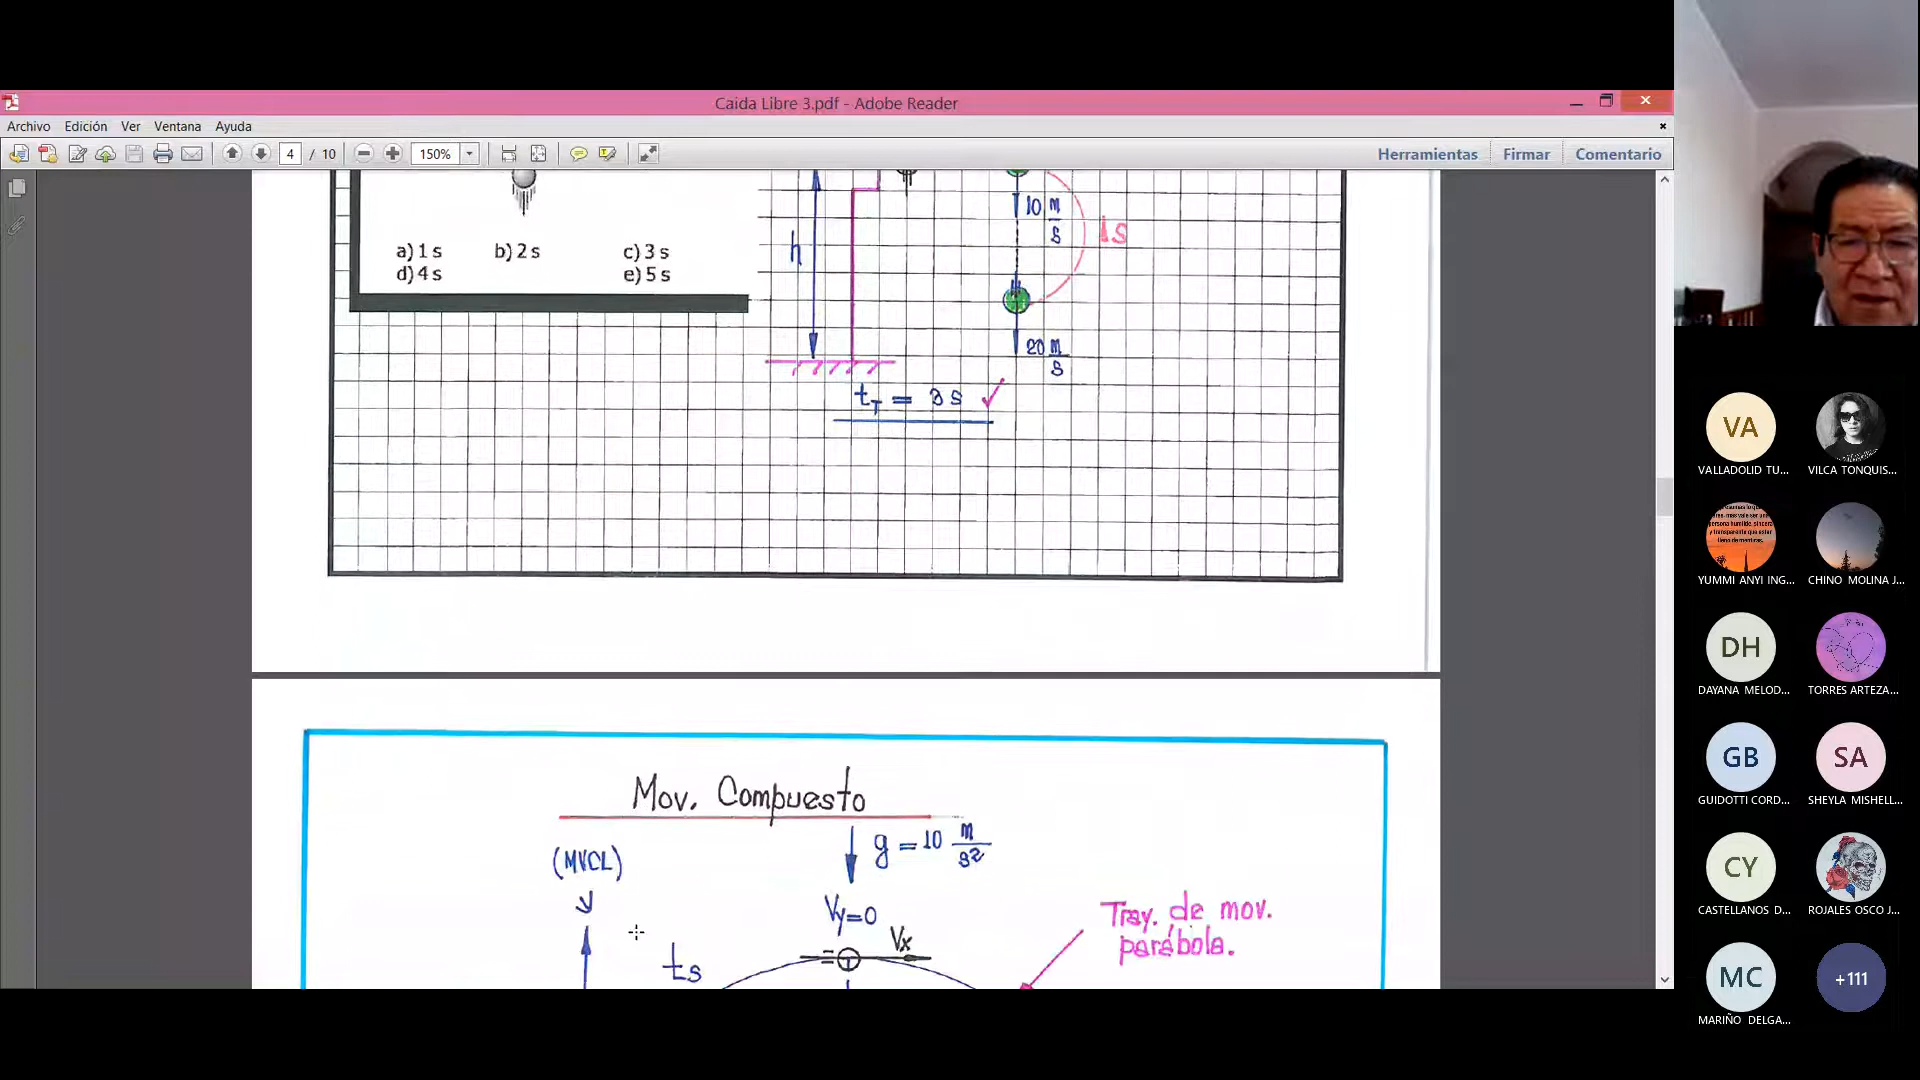 Caida Libre 3.pdf - Adobe Reader
Archivo Edición Ver Ventana Ayuda
4 / 10 150% Herramientas Firmar Comentario
a) 1 s b) 2 s c) 3 s
d) 4 s e) 5 s
h
10 m/s
1s
20 m/s
tT = 3 s ✓
Mov. Compuesto
g = 10 m/s²
(MVCL)
y
Vy=0
Vx
ts
Tray. de mov.
parábola.
VA
VALLADOLID TU...
VILCA TONQUIS...
YUMMI ANYI ING...
CHINO MOLINA J...
DH
DAYANA MELOD...
TORRES ARTEZA...
GB
GUIDOTTI CORD...
SA
SHEYLA MISHELL...
CY
CASTELLANOS D...
ROJALES OSCO J...
MC
MARIÑO DELGA...
+111